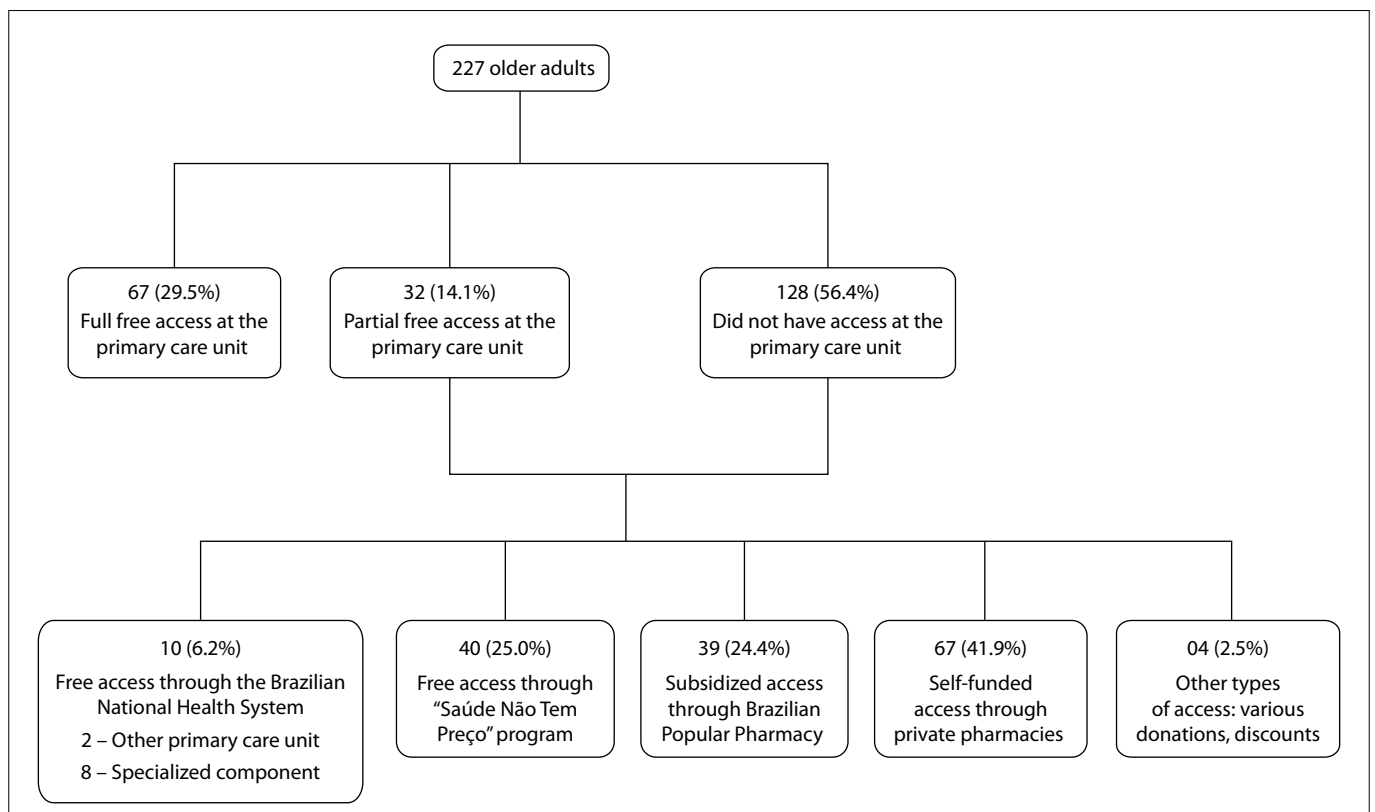 227 older adults
67 (29.5%)
Full free access at the
primary care unit
32 (14.1%)
Partial free access at the
primary care unit
128 (56.4%)
Did not have access at the
primary care unit
10 (6.2%)
Free access through the Brazilian
National Health System
2 – Other primary care unit
8 – Specialized component
40 (25.0%)
Free access through
“Saúde Não Tem
Preço” program
39 (24.4%)
Subsidized access
through Brazilian
Popular Pharmacy
67 (41.9%)
Self-funded
access through
private pharmacies
04 (2.5%)
Other types
of access: various
donations, discounts